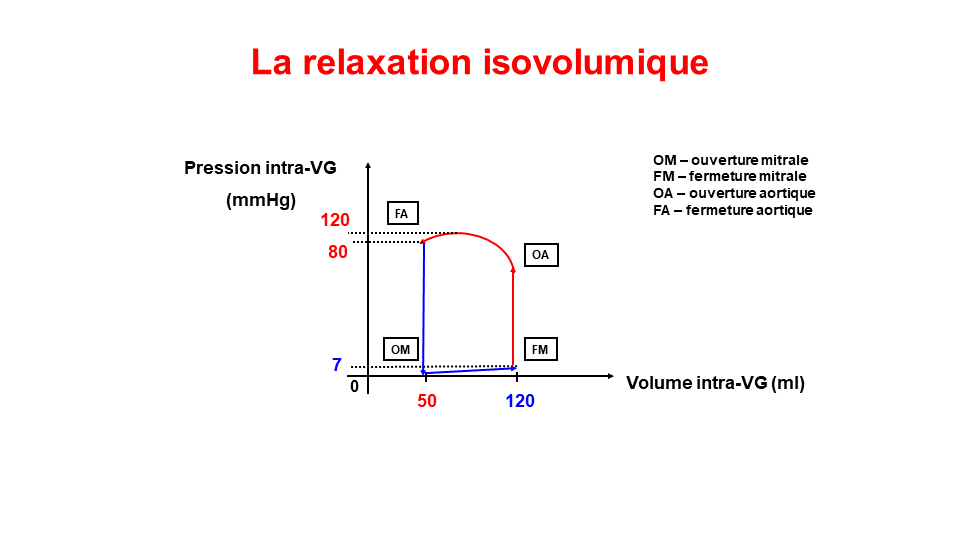 La relaxation isovolumique
Pression intra-VG
(mmHg)
OM – ouverture mitrale
FM – fermeture mitrale
OA – ouverture aortique
FA – fermeture aortique
FA
120
80
OA
OM
FM
7
0
Volume intra-VG (ml)
50
120